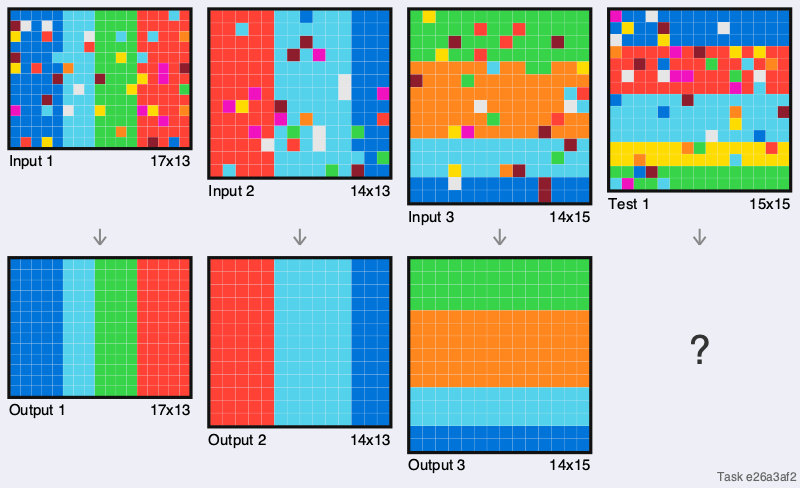 Input 1 17x13
Input 2 14x13
Input 3 14x15
Test 1 15x15
?
Output 1 17x13
Output 2 14x13
Output 3 14x15
Task e26a3af2